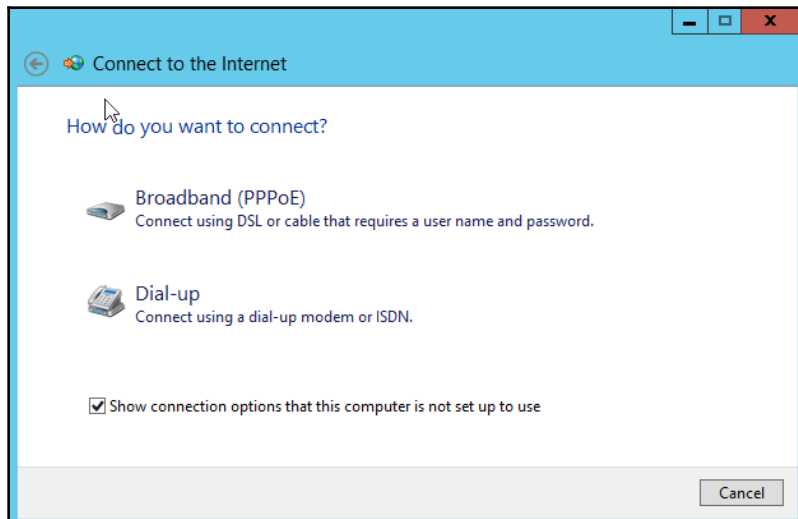 Connect to the Internet
How do you want to connect?
Broadband (PPPoE)
Connect using DSL or cable that requires a user name and password.
Dial-up
Connect using a dial-up modem or ISDN.
Show connection options that this computer is not set up to use
Cancel